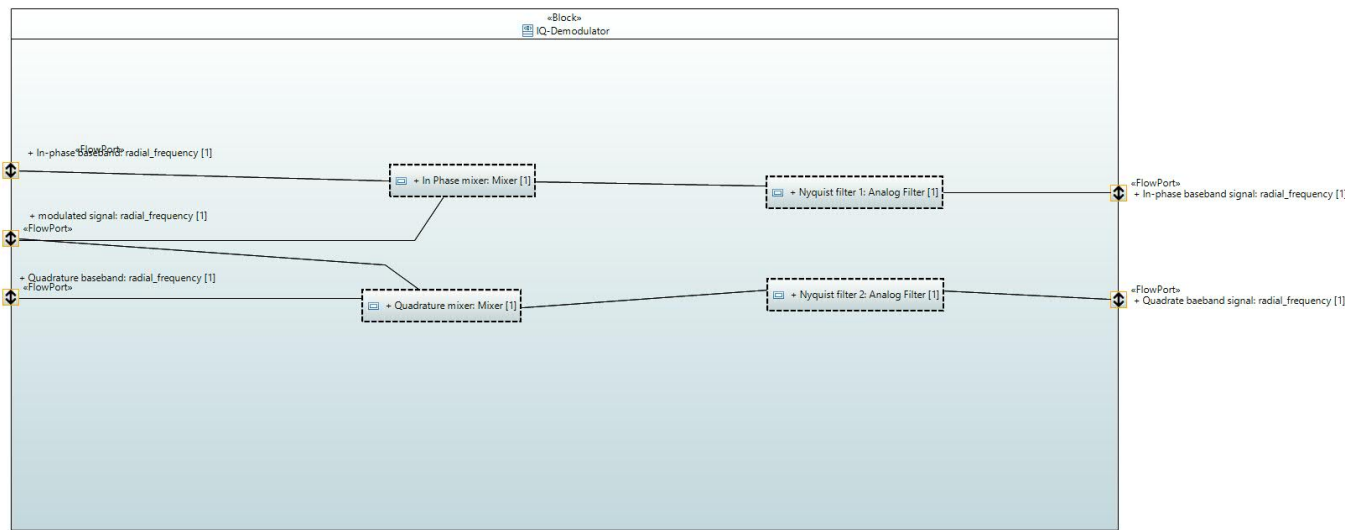 «Block»
IQ-Demodulator
«FlowPort»
+ In-phase baseband: radial_frequency [1]
+ In Phase mixer: Mixer [1]
+ Nyquist filter 1: Analog Filter [1]
«FlowPort»
+ In-phase baseband signal: radial_frequency [1]
+ modulated signal: radial_frequency [1]
«FlowPort»
+ Quadrature baseband: radial_frequency [1]
«FlowPort»
+ Quadrature mixer: Mixer [1]
+ Nyquist filter 2: Analog Filter [1]
«FlowPort»
+ Quadrate baeband signal: radial_frequency [1]